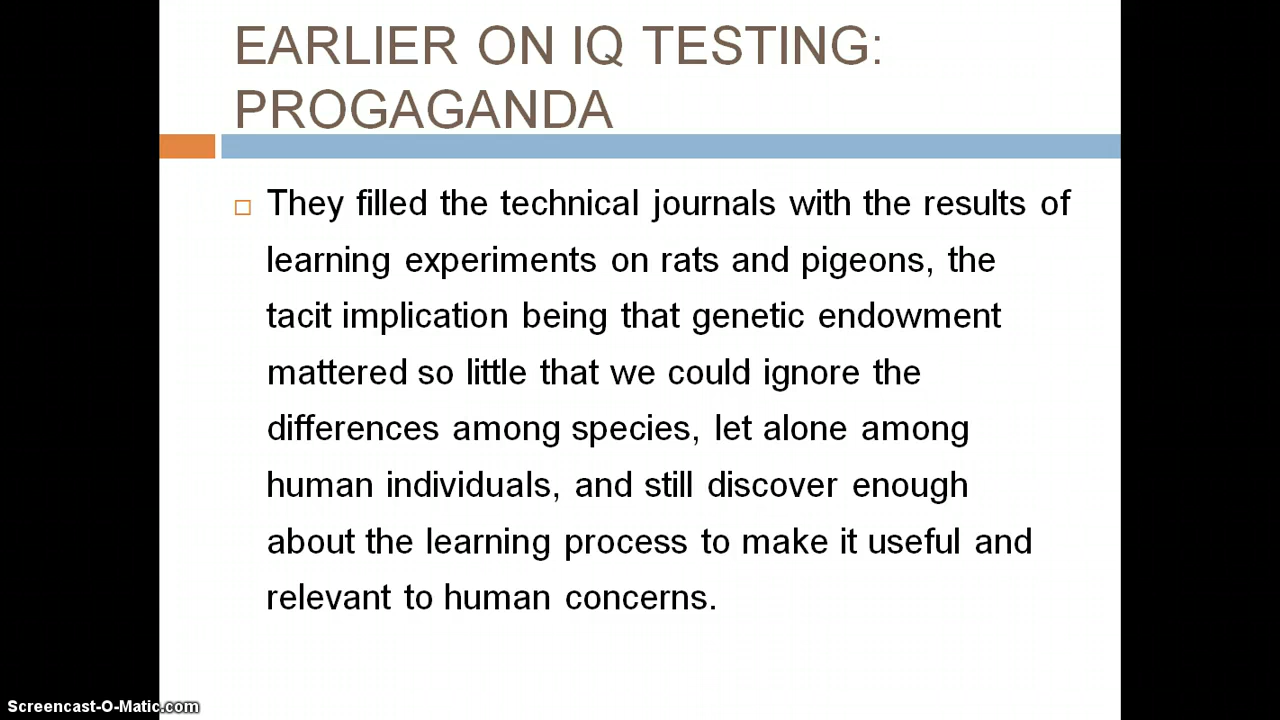 EARLIER ON IQ TESTING:
PROGAGANDA
They filled the technical journals with the results of
learning experiments on rats and pigeons, the
tacit implication being that genetic endowment
mattered so little that we could ignore the
differences among species, let alone among
human individuals, and still discover enough
about the learning process to make it useful and
relevant to human concerns.
Screencast-O-Matic.com